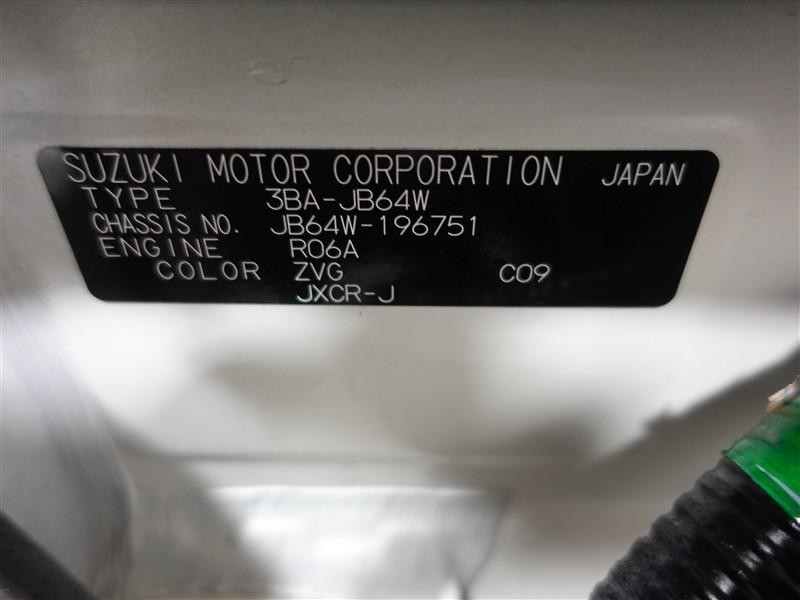 SUZUKI MOTOR CORPORATION JAPAN
TYPE 3BA-JB64W
CHASSIS NO. JB64W-196751
ENGINE R06A
COLOR ZVG C09
JXCR-J